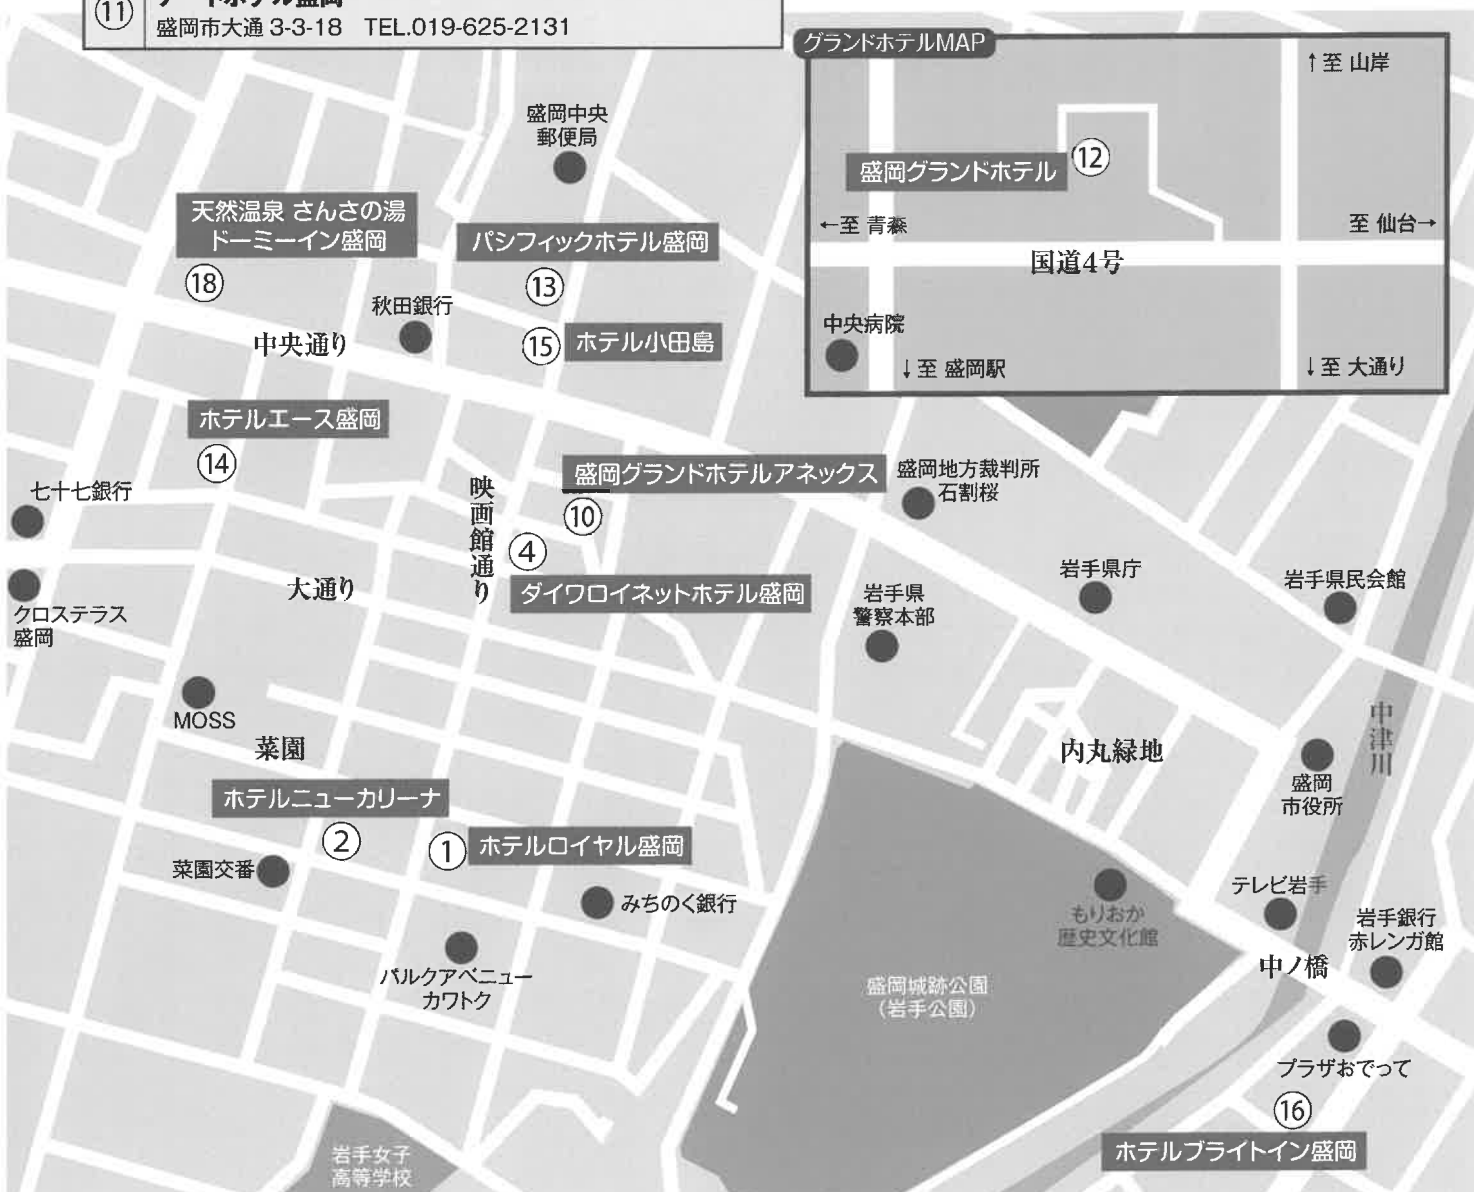 ⑪
アートホテル盛岡
盛岡市大通 3-3-18 TEL.019-625-2131
グランドホテルMAP
↑至 山岸
盛岡グランドホテル
⑫
←至 青森
至 仙台→
国道4号
中央病院
↓至 盛岡駅
↓至 大通り
盛岡中央
郵便局
天然温泉 さんさの湯
ドーミーイン盛岡
⑱
パシフィックホテル盛岡
⑬
秋田銀行
中央通り
⑮
ホテル小田島
ホテルエース盛岡
⑭
七十七銀行
映画館通り
盛岡グランドホテルアネックス
⑩
盛岡地方裁判所
石割桜
④
ダイワロイネットホテル盛岡
大通り
クロステラス
盛岡
岩手県
警察本部
岩手県庁
岩手県民会館
MOSS
菜園
内丸緑地
中津川
盛岡
市役所
ホテルニューカリーナ
②
①
ホテルロイヤル盛岡
菜園交番
みちのく銀行
パルクアベニュー
カワトク
もりおか
歴史文化館
テレビ岩手
岩手銀行
赤レンガ館
中ノ橋
盛岡城跡公園
(岩手公園)
プラザおでって
⑯
ホテルブライトイン盛岡
岩手女子
高等学校